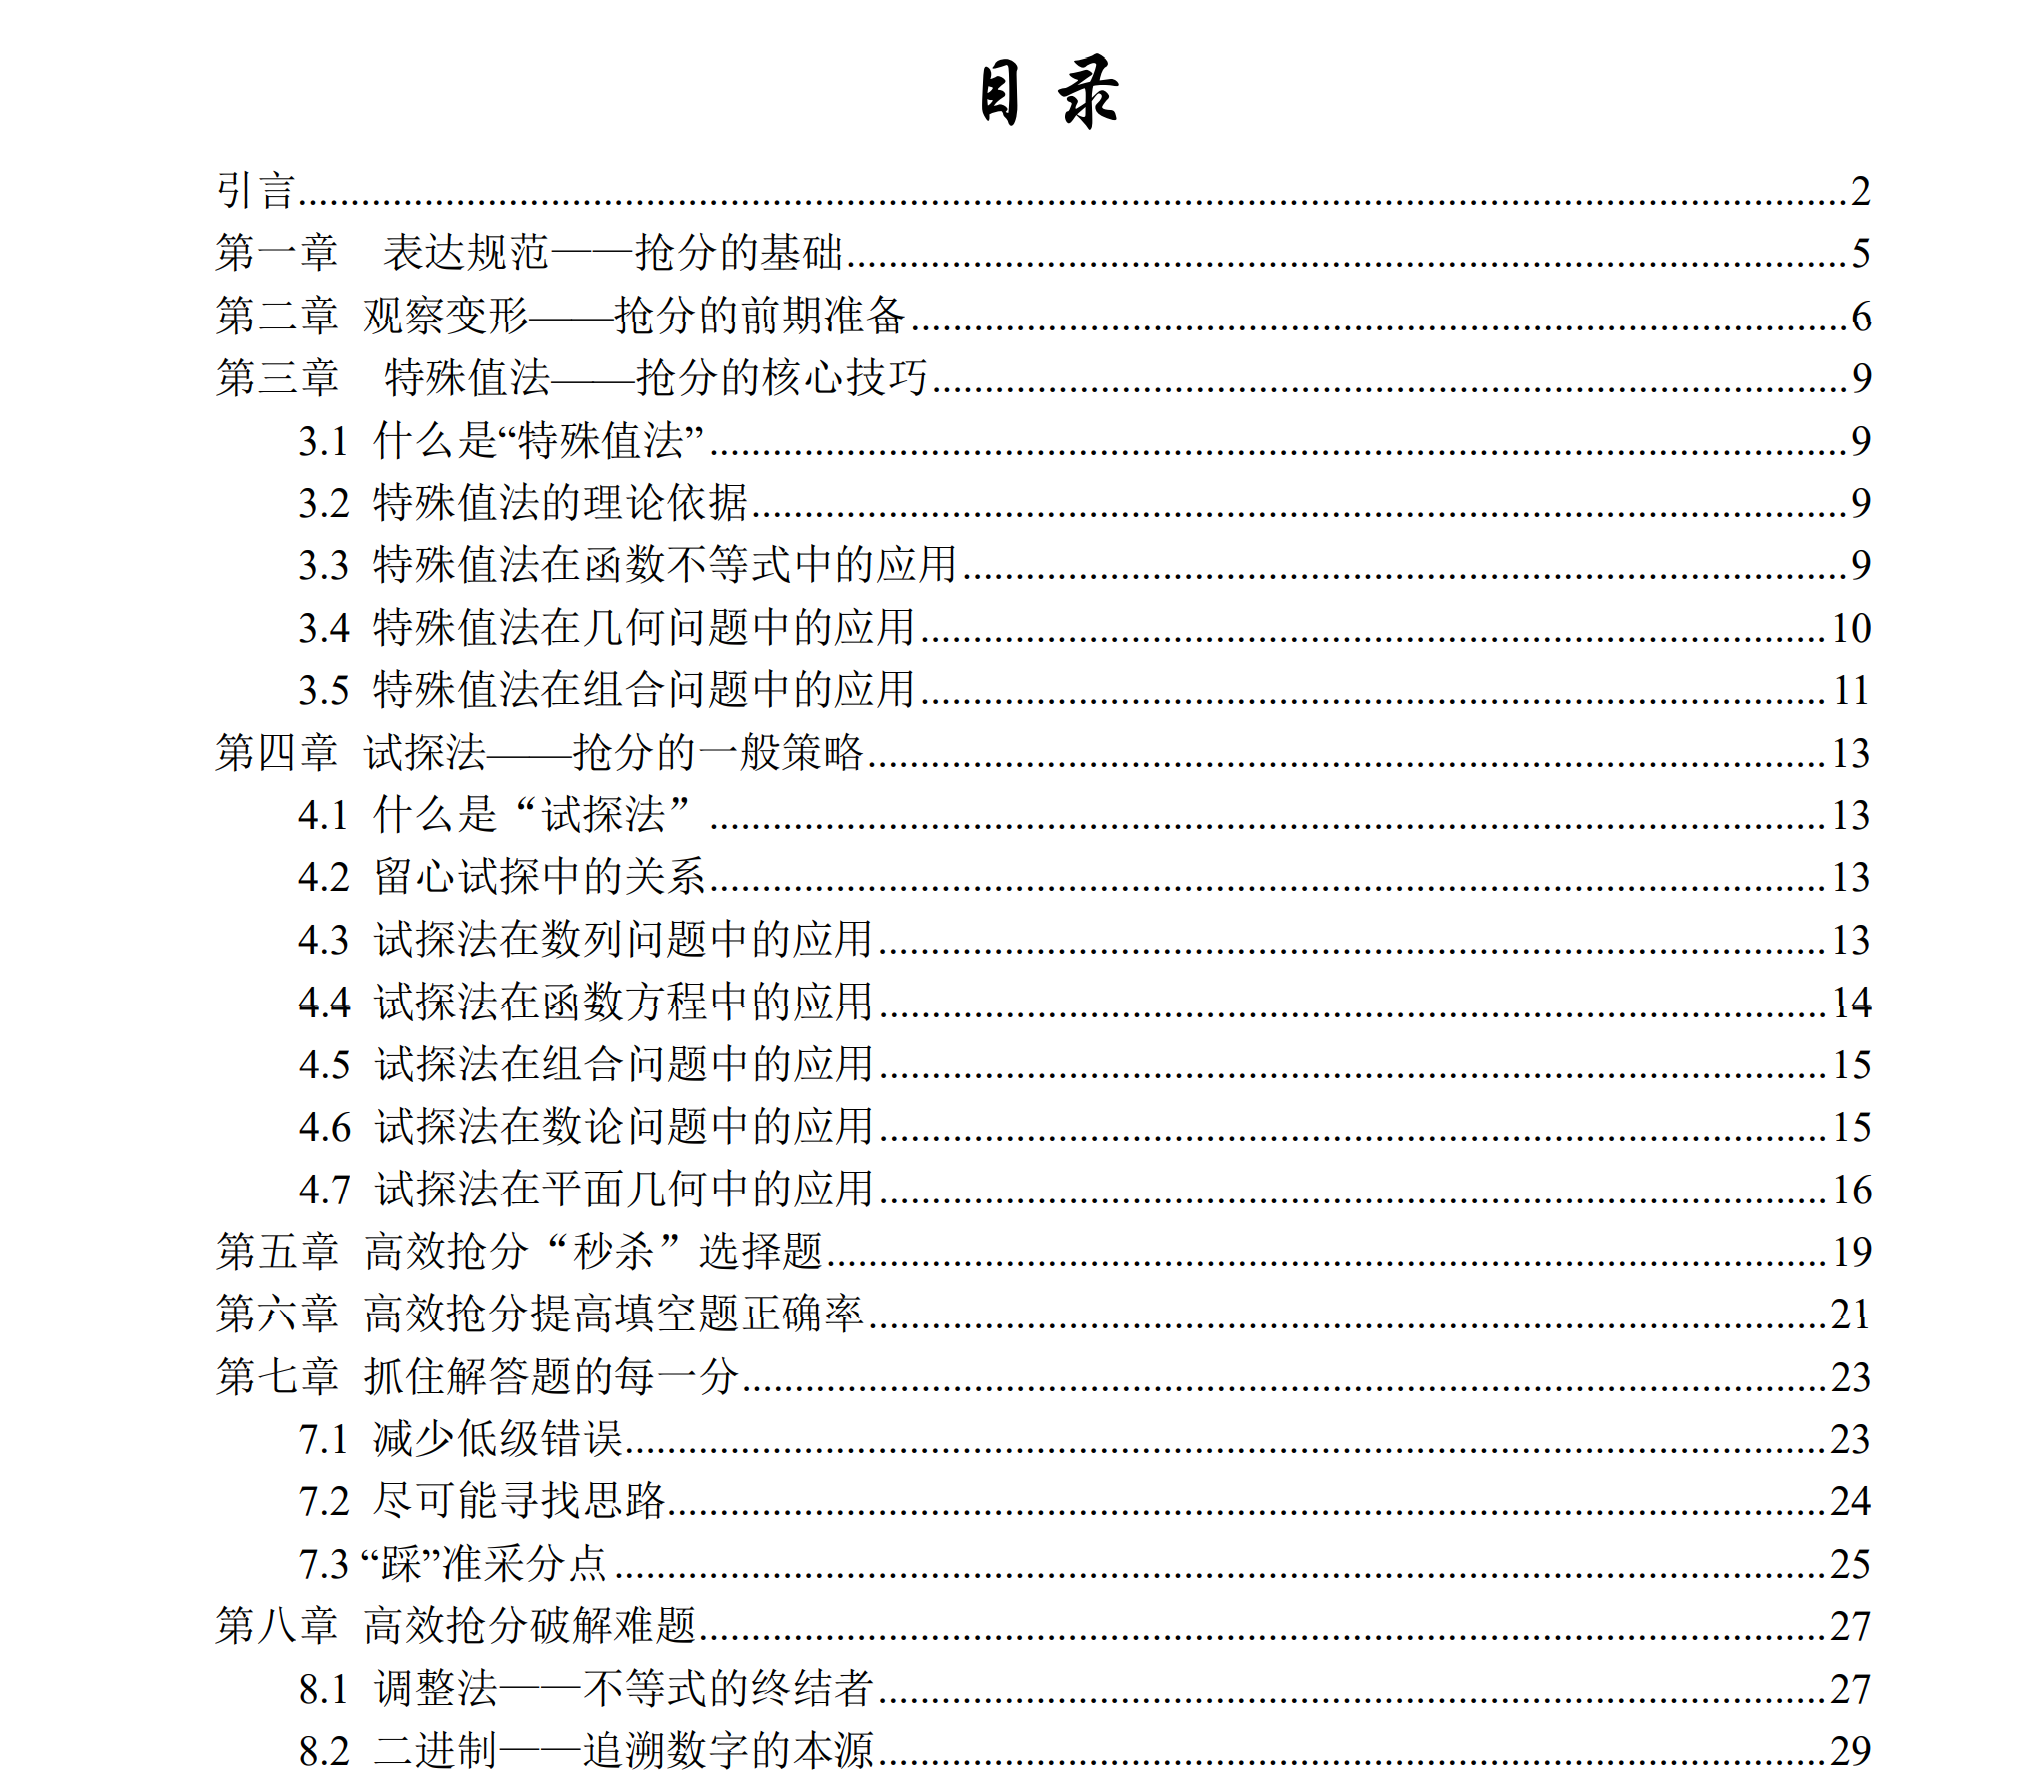 目 录
引言........................................2
第一章　表达规范——抢分的基础........................................5
第二章 观察变形——抢分的前期准备........................................6
第三章　特殊值法——抢分的核心技巧........................................9
3.1 什么是“特殊值法”........................................9
3.2 特殊值法的理论依据........................................9
3.3 特殊值法在函数不等式中的应用........................................9
3.4 特殊值法在几何问题中的应用........................................10
3.5 特殊值法在组合问题中的应用........................................11
第四章 试探法——抢分的一般策略........................................13
4.1 什么是“试探法”........................................13
4.2 留心试探中的关系........................................13
4.3 试探法在数列问题中的应用........................................13
4.4 试探法在函数方程中的应用........................................14
4.5 试探法在组合问题中的应用........................................15
4.6 试探法在数论问题中的应用........................................15
4.7 试探法在平面几何中的应用........................................16
第五章 高效抢分“秒杀”选择题........................................19
第六章 高效抢分提高填空题正确率........................................21
第七章 抓住解答题的每一分........................................23
7.1 减少低级错误........................................23
7.2 尽可能寻找思路........................................24
7.3 “踩”准采分点........................................25
第八章 高效抢分破解难题........................................27
8.1 调整法——不等式的终结者........................................27
8.2 二进制——追溯数字的本源........................................29